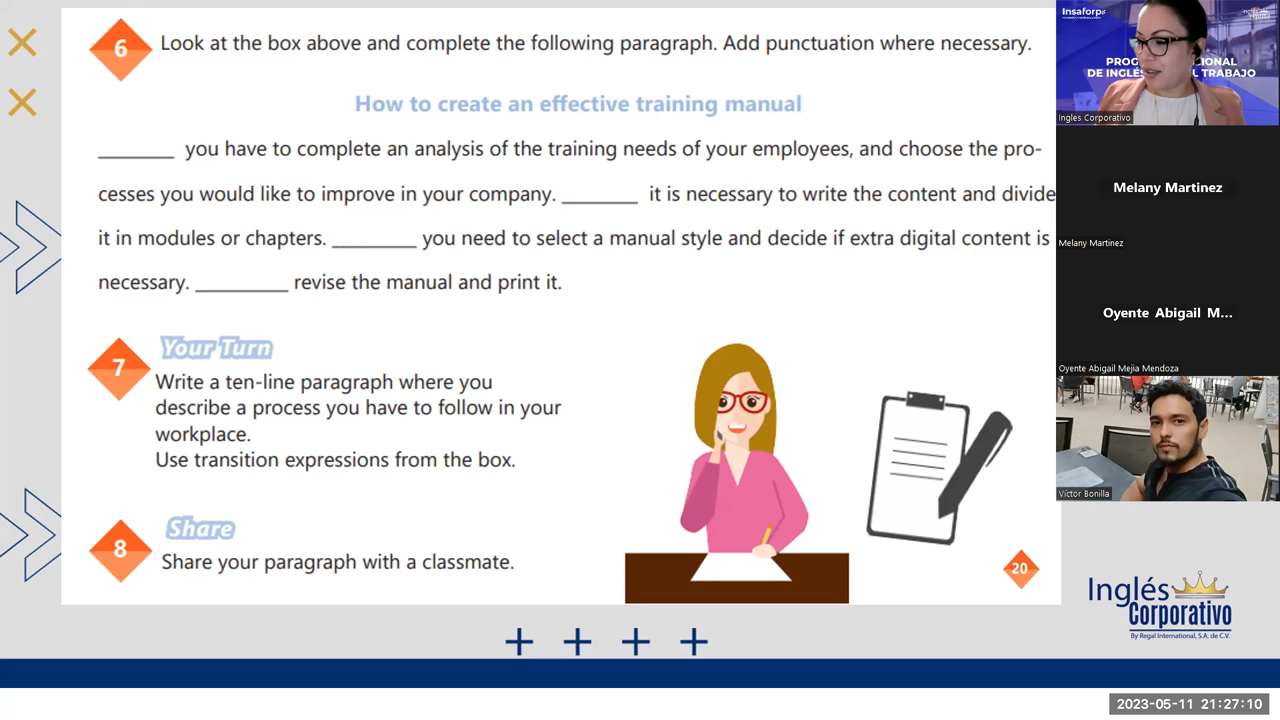 6 Look at the box above and complete the following paragraph. Add punctuation where necessary.
How to create an effective training manual
________ you have to complete an analysis of the training needs of your employees, and choose the pro-
cesses you would like to improve in your company. ________ it is necessary to write the content and divide
it in modules or chapters. _________ you need to select a manual style and decide if extra digital content is
necessary. __________ revise the manual and print it.
7 Your Turn
Write a ten-line paragraph where you
describe a process you have to follow in your
workplace.
Use transition expressions from the box.
8 Share
Share your paragraph with a classmate.
20
Inglés
Corporativo
By Regal International, S.A. de C.V.
Insaforp
Ingles Corporativo
Melany Martinez
Melany Martinez
Oyente Abigail M...
Oyente Abigail Mejia Mendoza
Víctor Bonilla
2023-05-11 21:27:10